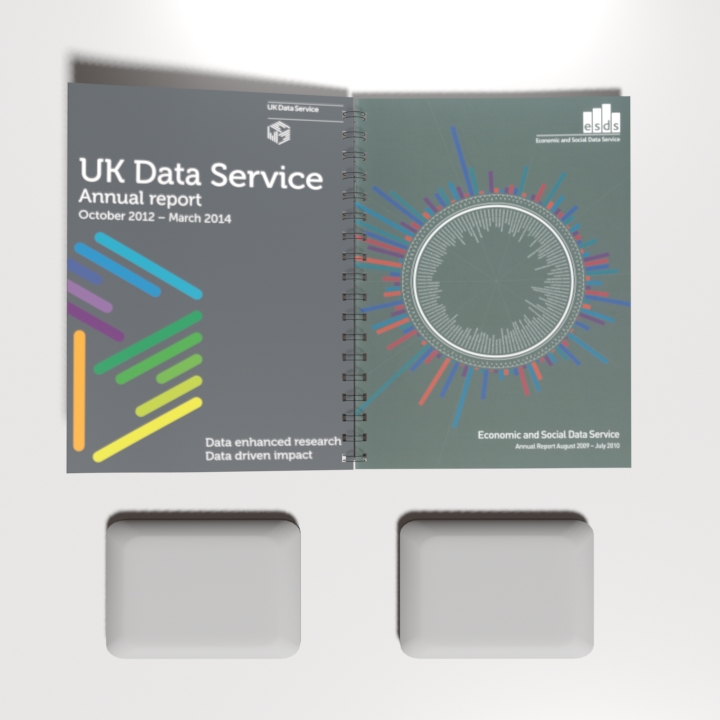 UK Data Service
UK Data Service
Annual report
October 2012 – March 2014
Data enhanced research
Data driven impact
esds
Economic and Social Data Service
Economic and Social Data Service
Annual Report August 2009 – July 2010